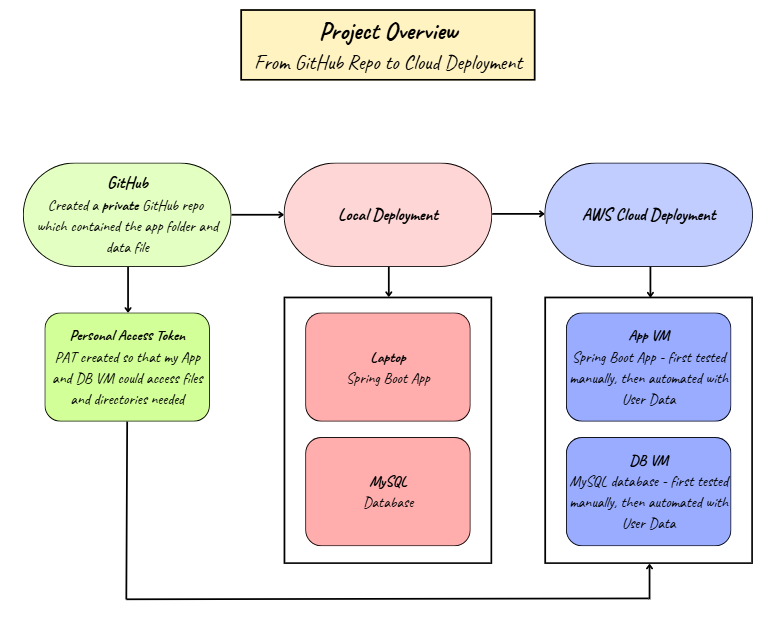 Project Overview
From GitHub Repo to Cloud Deployment
GitHub
Created a private GitHub repo
which contained the app folder and
data file
Local Deployment
AWS Cloud Deployment
Personal Access Token
PAT created so that my App
and DB VM could access files
and directories needed
Laptop
Spring Boot App
MySQL
Database
App VM
Spring Boot App - first tested
manually, then automated with
User Data
DB VM
MySQL database - first tested
manually, then automated with
User Data